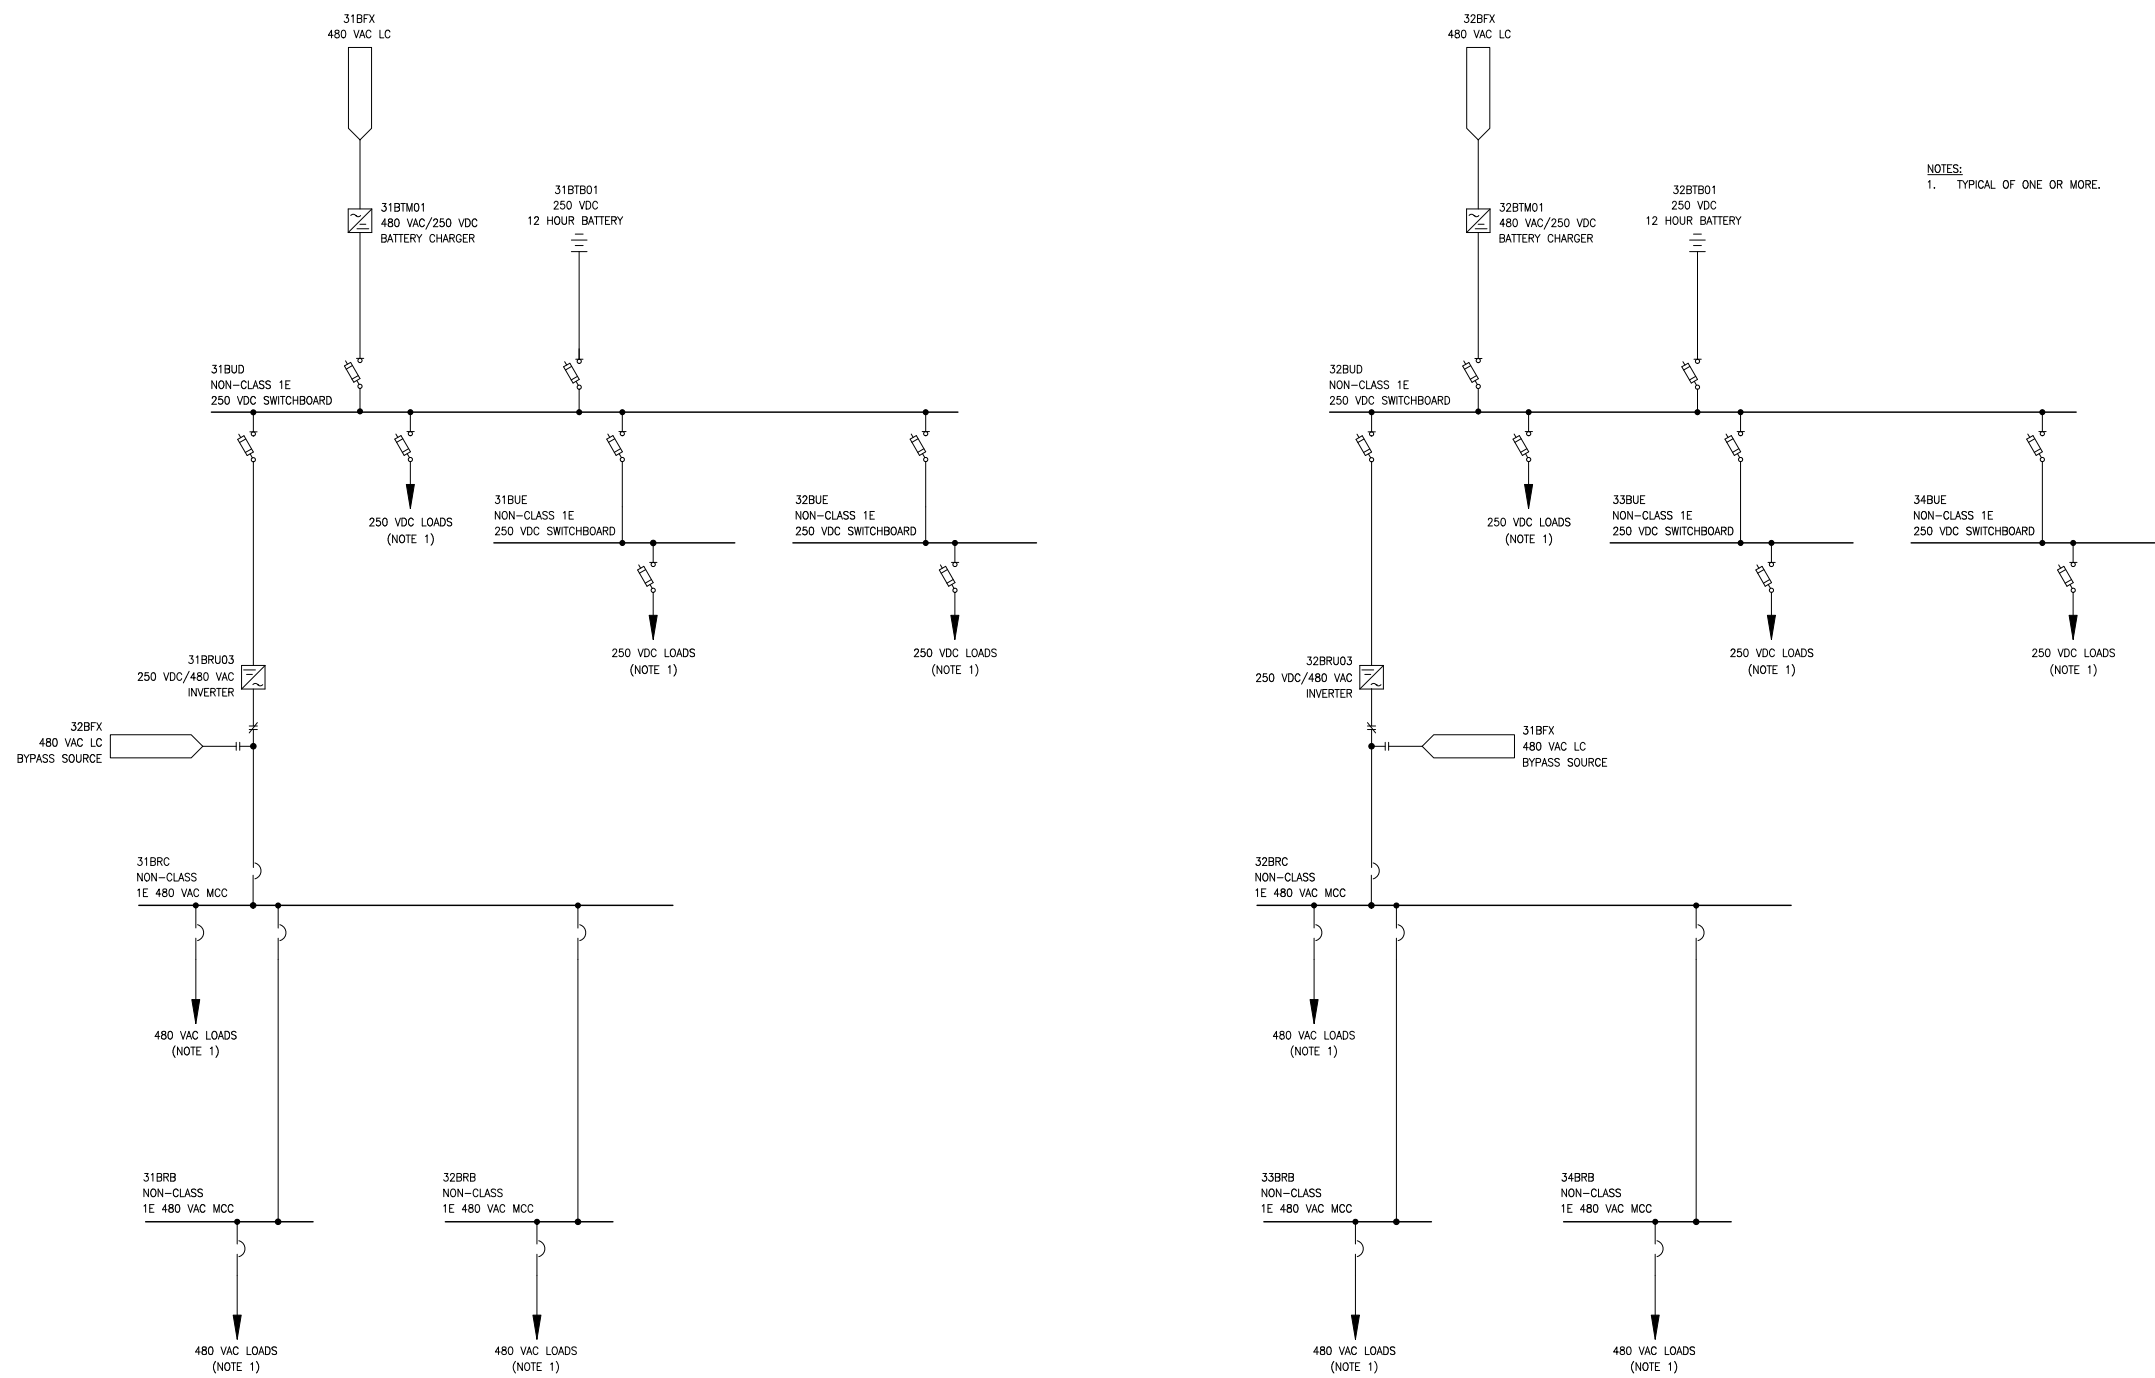 31BFX
480 VAC LC
31BTM01
480 VAC/250 VDC
BATTERY CHARGER
31BTB01
250 VDC
12 HOUR BATTERY
31BUD
NON-CLASS 1E
250 VDC SWITCHBOARD
250 VDC LOADS
(NOTE 1)
31BUE
NON-CLASS 1E
250 VDC SWITCHBOARD
250 VDC LOADS
(NOTE 1)
32BUE
NON-CLASS 1E
250 VDC SWITCHBOARD
250 VDC LOADS
(NOTE 1)
31BRU03
250 VDC/480 VAC
INVERTER
32BFX
480 VAC LC
BYPASS SOURCE
31BRC
NON-CLASS
1E 480 VAC MCC
480 VAC LOADS
(NOTE 1)
31BRB
NON-CLASS
1E 480 VAC MCC
480 VAC LOADS
(NOTE 1)
32BRB
NON-CLASS
1E 480 VAC MCC
480 VAC LOADS
(NOTE 1)
32BFX
480 VAC LC
32BTM01
480 VAC/250 VDC
BATTERY CHARGER
32BTB01
250 VDC
12 HOUR BATTERY
NOTES:
1. TYPICAL OF ONE OR MORE.
32BUD
NON-CLASS 1E
250 VDC SWITCHBOARD
250 VDC LOADS
(NOTE 1)
33BUE
NON-CLASS 1E
250 VDC SWITCHBOARD
250 VDC LOADS
(NOTE 1)
34BUE
NON-CLASS 1E
250 VDC SWITCHBOARD
250 VDC LOADS
(NOTE 1)
32BRU03
250 VDC/480 VAC
INVERTER
31BFX
480 VAC LC
BYPASS SOURCE
32BRC
NON-CLASS
1E 480 VAC MCC
480 VAC LOADS
(NOTE 1)
33BRB
NON-CLASS
1E 480 VAC MCC
480 VAC LOADS
(NOTE 1)
34BRB
NON-CLASS
1E 480 VAC MCC
480 VAC LOADS
(NOTE 1)